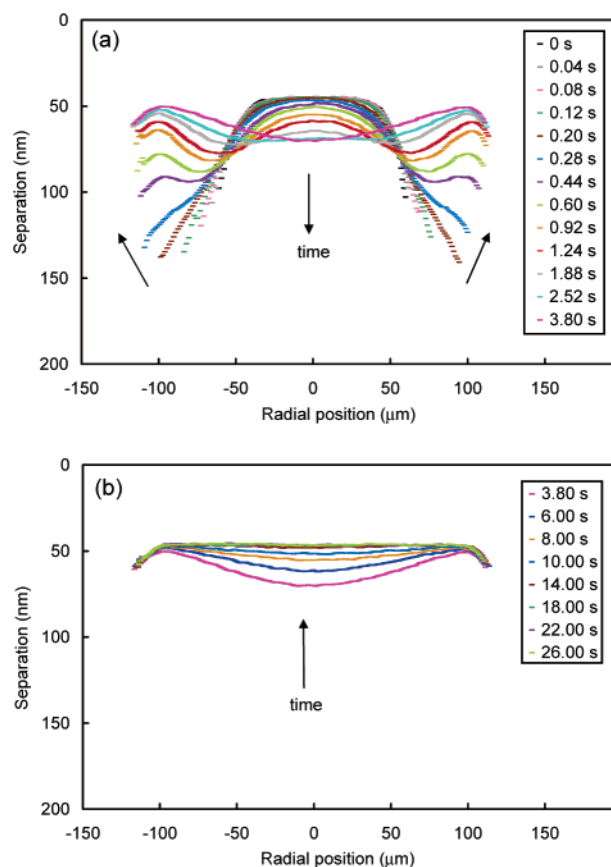 (a)
0
50
100
150
200
Separation (nm)
time
-150
-100
-50
0
50
100
150
Radial position (μm)
0 s
0.04 s
0.08 s
0.12 s
0.20 s
0.28 s
0.44 s
0.60 s
0.92 s
1.24 s
1.88 s
2.52 s
3.80 s
(b)
0
50
100
150
200
Separation (nm)
time
-150
-100
-50
0
50
100
150
Radial position (μm)
3.80 s
6.00 s
8.00 s
10.00 s
14.00 s
18.00 s
22.00 s
26.00 s